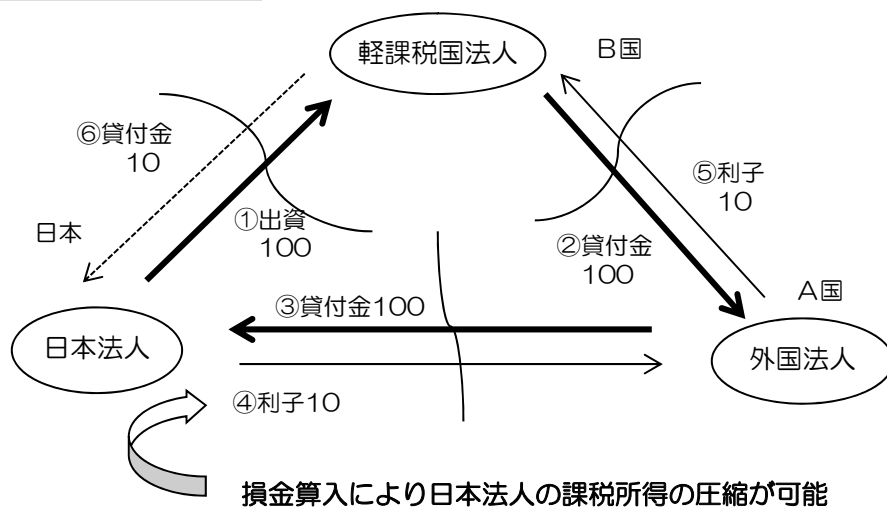 軽課税国法人
B国
⑥貸付金
10
⑤利子
10
日本
①出資
100
②貸付金
100
A国
③貸付金100
日本法人
外国法人
④利子10
損金算入により日本法人の課税所得の圧縮が可能